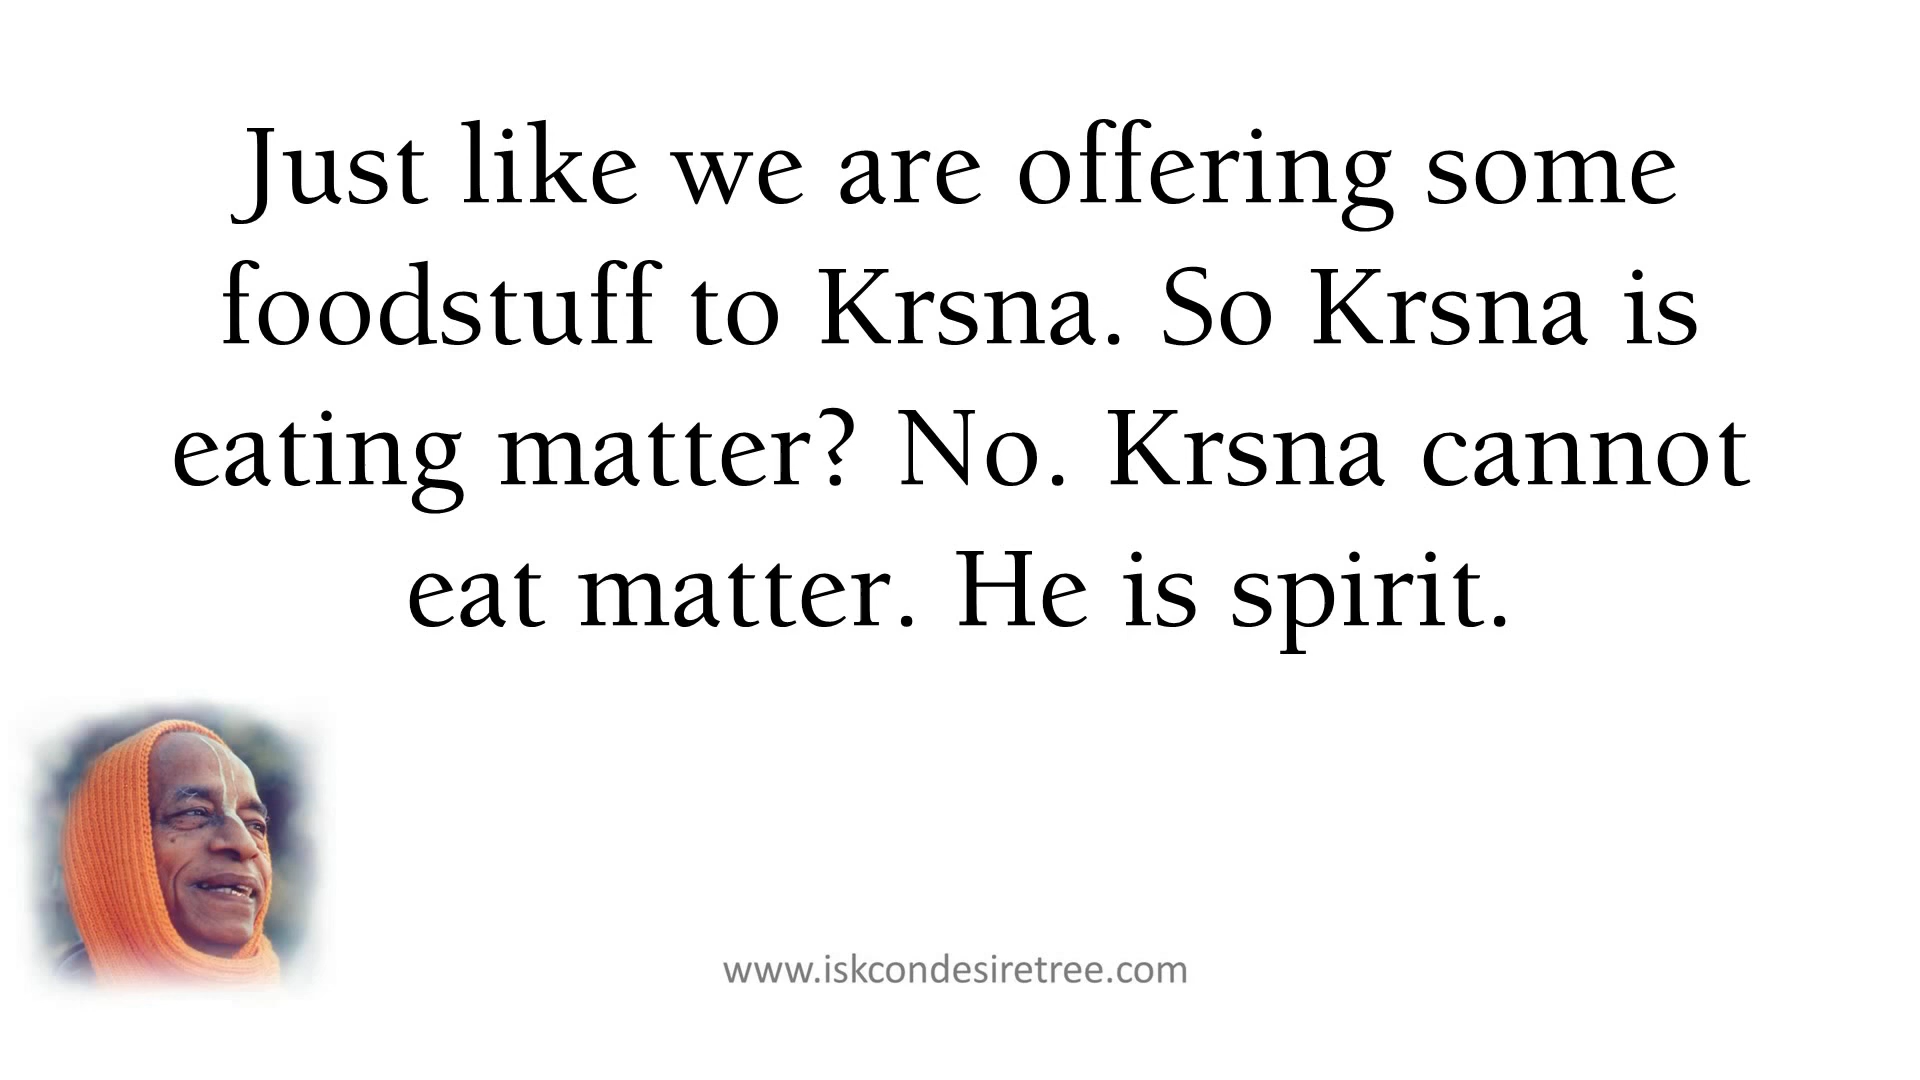 Just like we are offering some
foodstuff to Krsna. So Krsna is
eating matter? No. Krsna cannot
eat matter. He is spirit.
www.iskcondesiretree.com